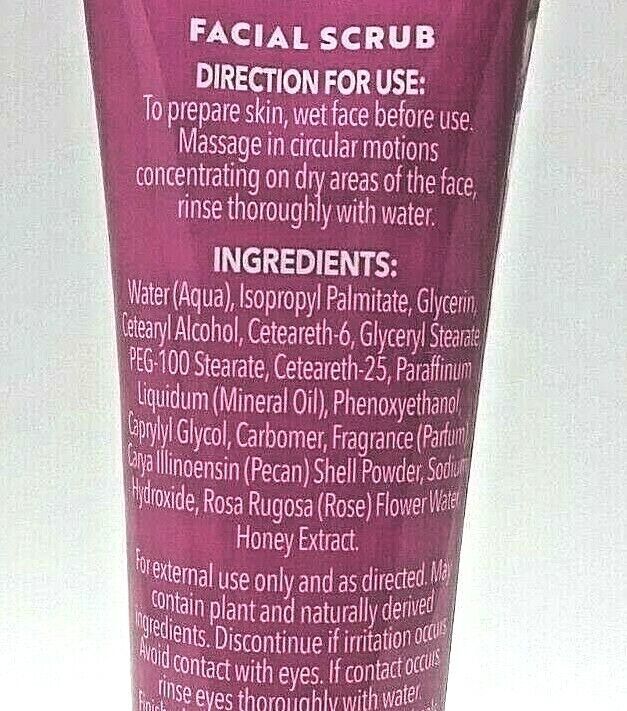 FACIAL SCRUB
DIRECTION FOR USE:
To prepare skin, wet face before use.
Massage in circular motions
concentrating on dry areas of the face,
rinse thoroughly with water.
INGREDIENTS:
Water (Aqua), Isopropyl Palmitate, Glycerin,
Cetearyl Alcohol, Ceteareth-6, Glyceryl Stearate
PEG-100 Stearate, Ceteareth-25, Paraffinum
Liquidum (Mineral Oil), Phenoxyethanol,
Caprylyl Glycol, Carbomer, Fragrance (Parfum)
Carya Illinoensin (Pecan) Shell Powder, Sodium
Hydroxide, Rosa Rugosa (Rose) Flower Water,
Honey Extract.
For external use only and as directed. May
contain plant and naturally derived
ingredients. Discontinue if irritation occurs
Avoid contact with eyes. If contact occurs,
rinse eyes thoroughly with water.